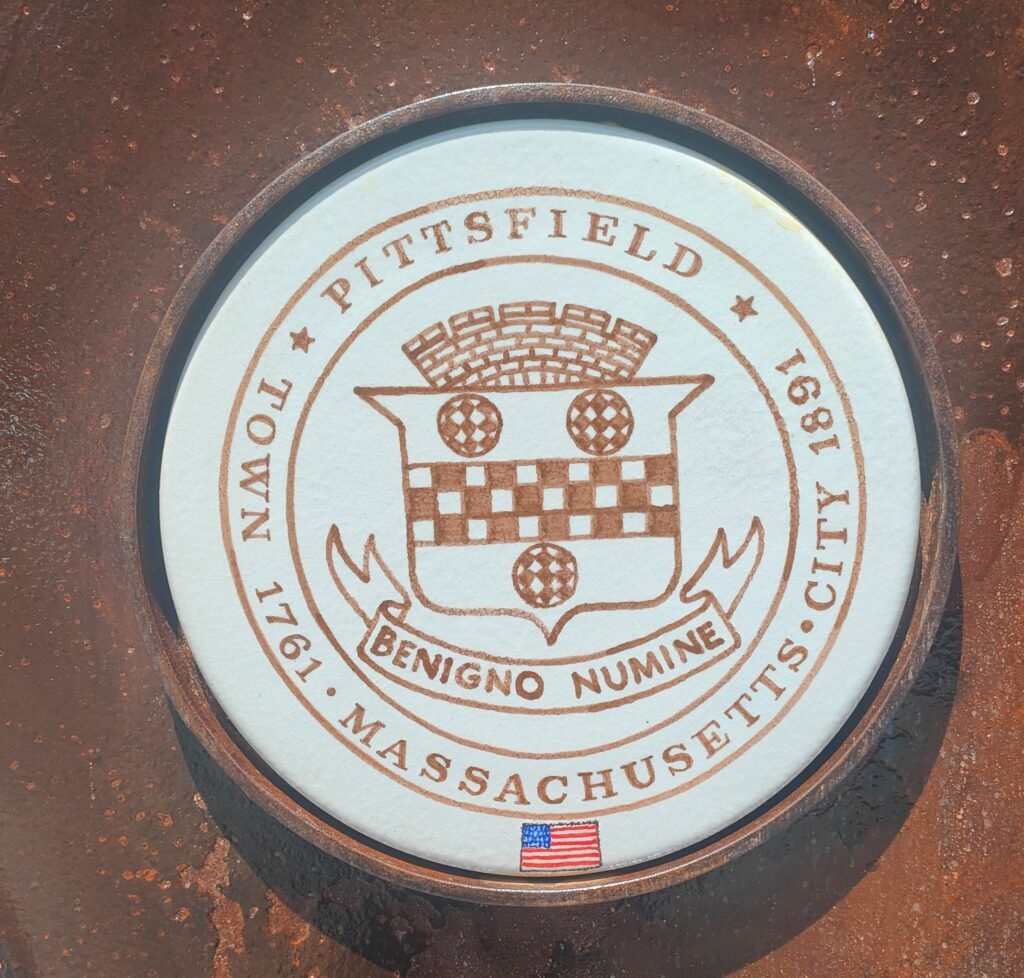 PITTSFIELD
TOWN 1761 • MASSACHUSETTS • CITY 1891
BENIGNO NUMINE